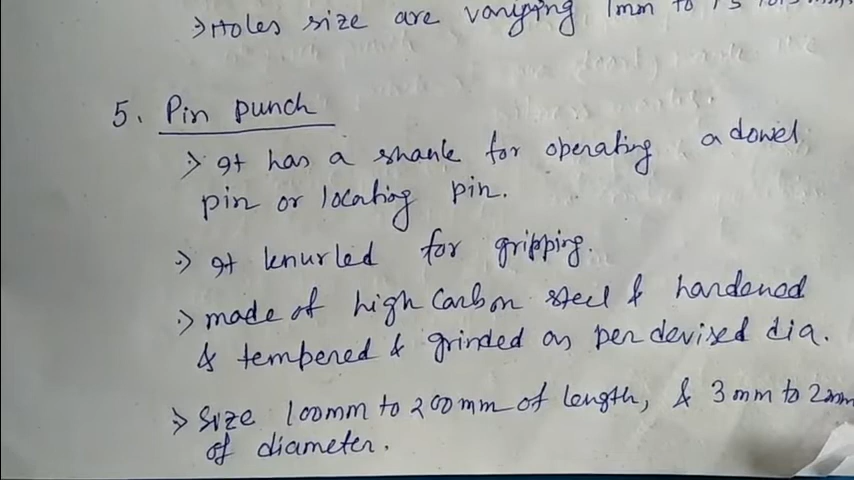 ⇒ Holes size are varying 1mm to
5. Pin punch
⇒ It has a shank for operating a dowel
pin or locating pin.
⇒ It knurled for gripping.
⇒ made of high carbon steel & hardened
& tempered & grinded as per devised dia.
⇒ Size 100mm to 200mm of length, & 3mm to 2mm
of diameter.